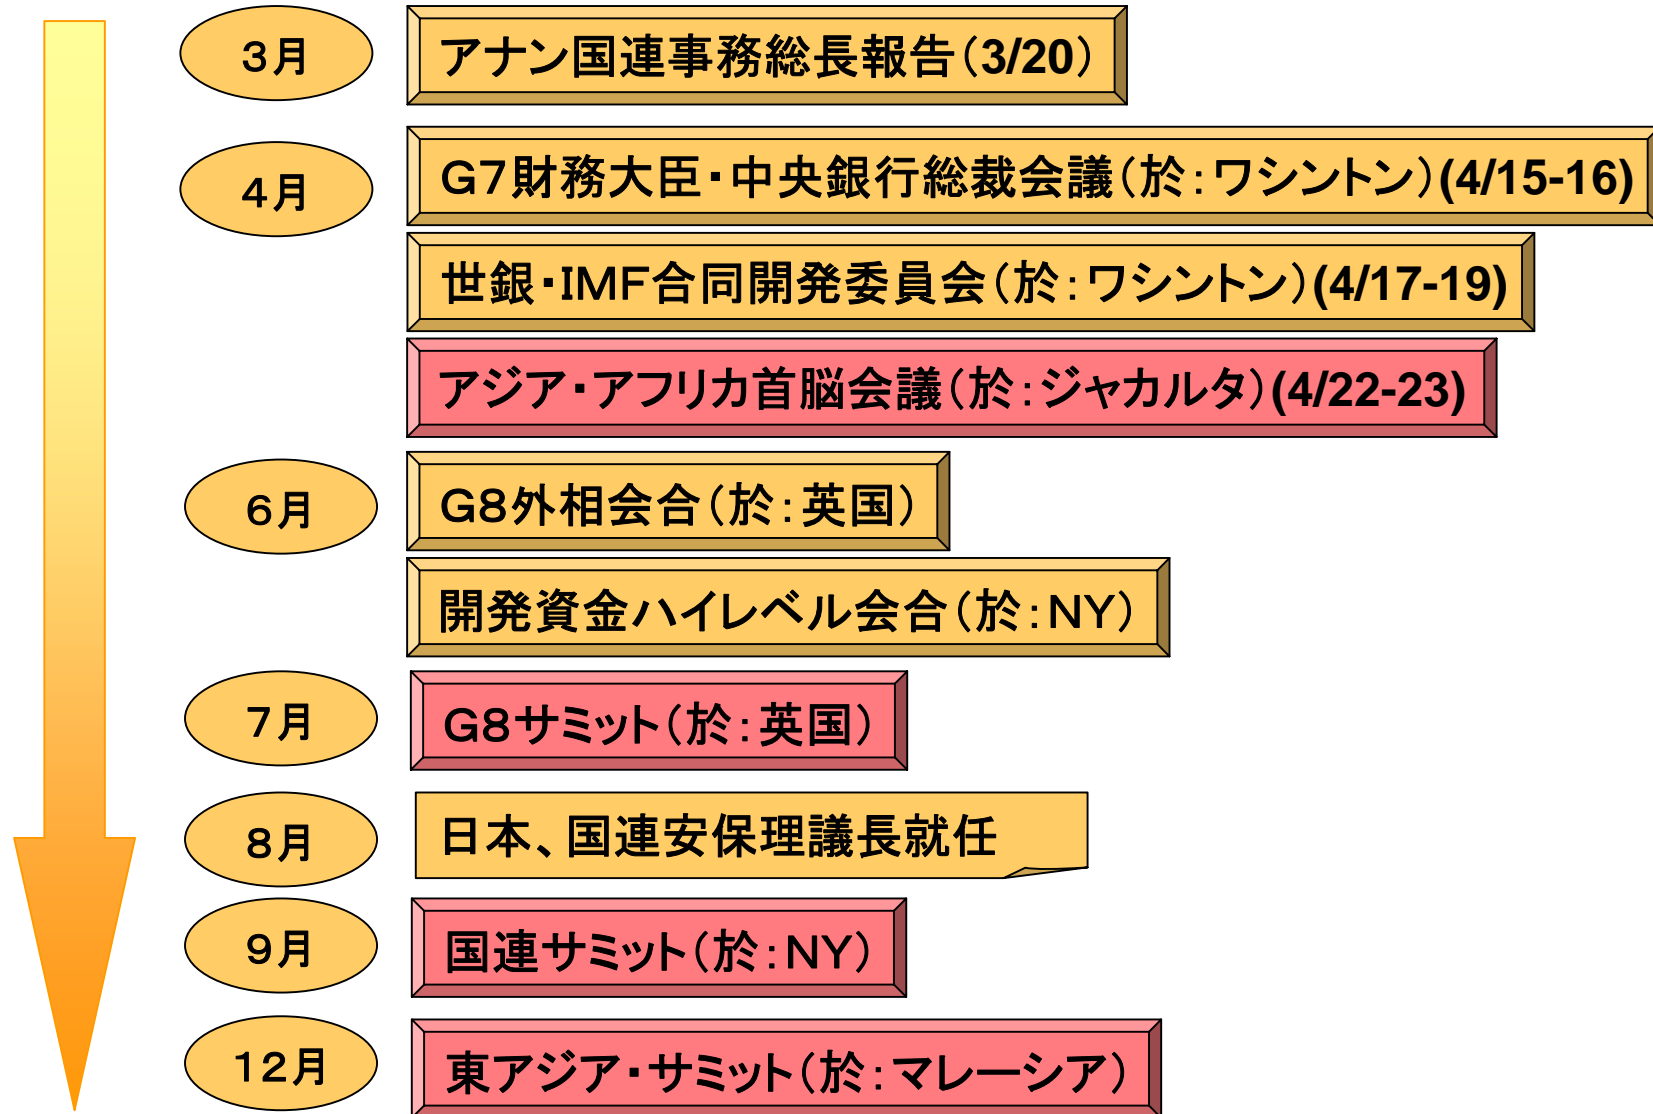 ３月
アナン国連事務総長報告（3/20）
４月
Ｇ７財務大臣・中央銀行総裁会議（於：ワシントン）(4/15-16)
世銀・ＩＭＦ合同開発委員会（於：ワシントン）(4/17-19)
アジア・アフリカ首脳会議（於：ジャカルタ）(4/22-23)
６月
Ｇ８外相会合（於：英国）
開発資金ハイレベル会合（於：ＮＹ）
７月
Ｇ８サミット（於：英国）
８月
日本、国連安保理議長就任
９月
国連サミット（於：ＮＹ）
１２月
東アジア・サミット（於：マレーシア）